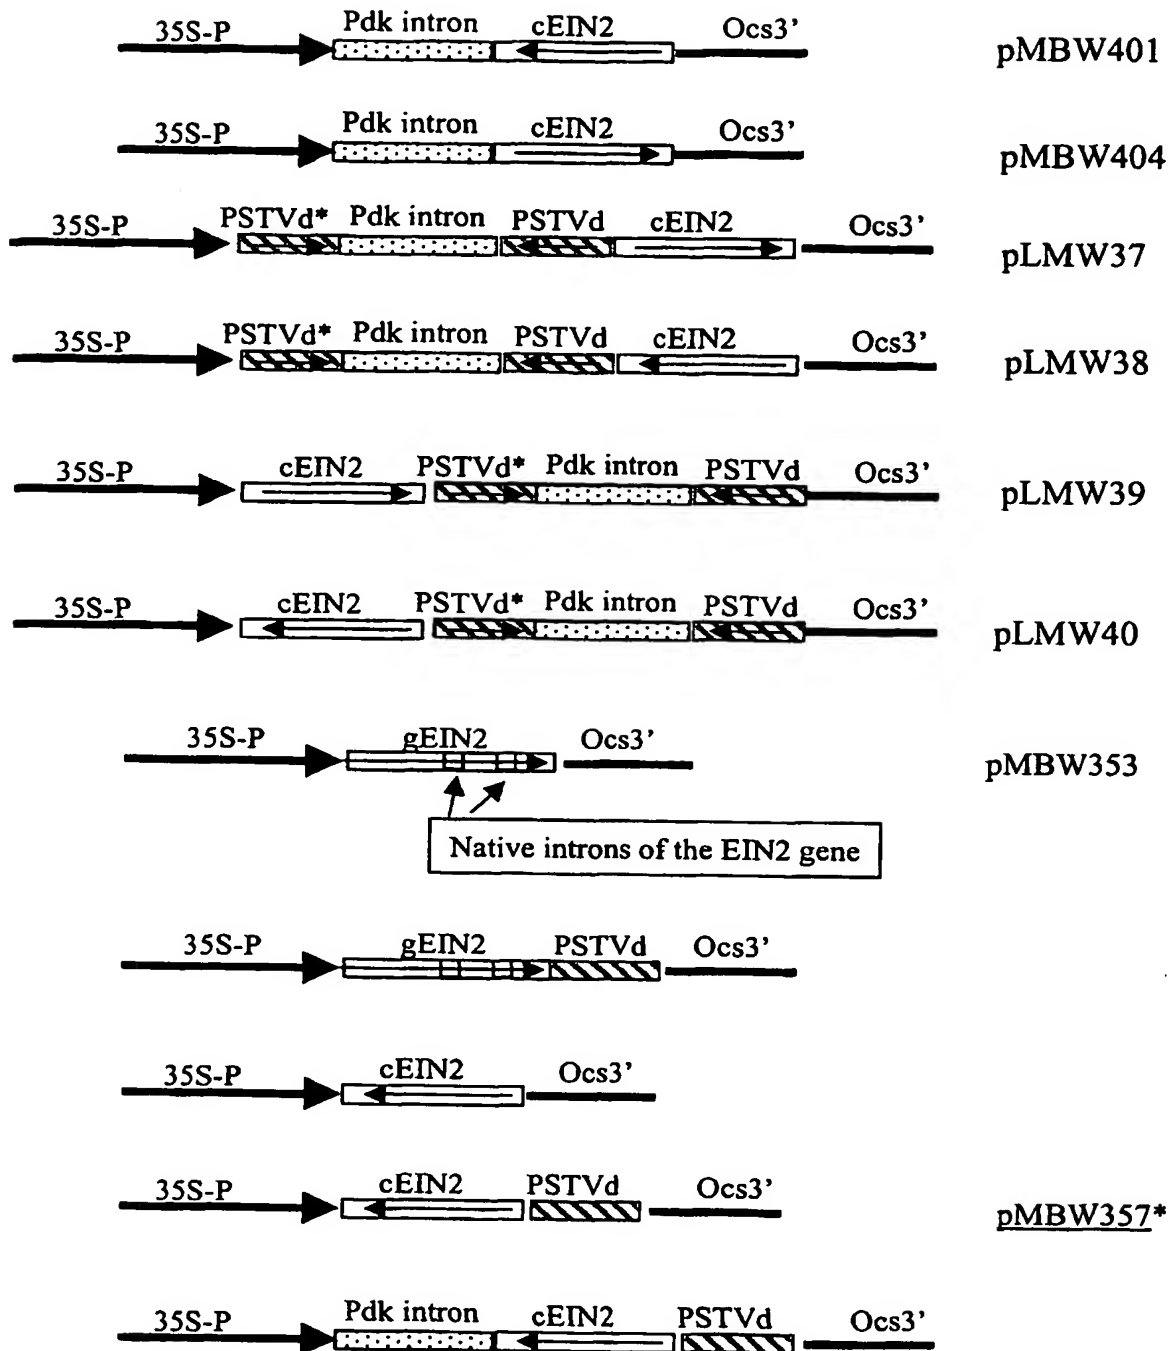 35S-P Pdk intron cEIN2 Ocs3' pMBW401
35S-P Pdk intron cEIN2 Ocs3' pMBW404
35S-P PSTVd* Pdk intron PSTVd cEIN2 Ocs3' pLMW37
35S-P PSTVd* Pdk intron PSTVd cEIN2 Ocs3' pLMW38
35S-P cEIN2 PSTVd* Pdk intron PSTVd Ocs3' pLMW39
35S-P cEIN2 PSTVd* Pdk intron PSTVd Ocs3' pLMW40
35S-P gEIN2 Ocs3' pMBW353
Native introns of the EIN2 gene
35S-P gEIN2 PSTVd Ocs3'
35S-P cEIN2 Ocs3'
35S-P cEIN2 PSTVd Ocs3' pMBW357*
35S-P Pdk intron cEIN2 PSTVd Ocs3'